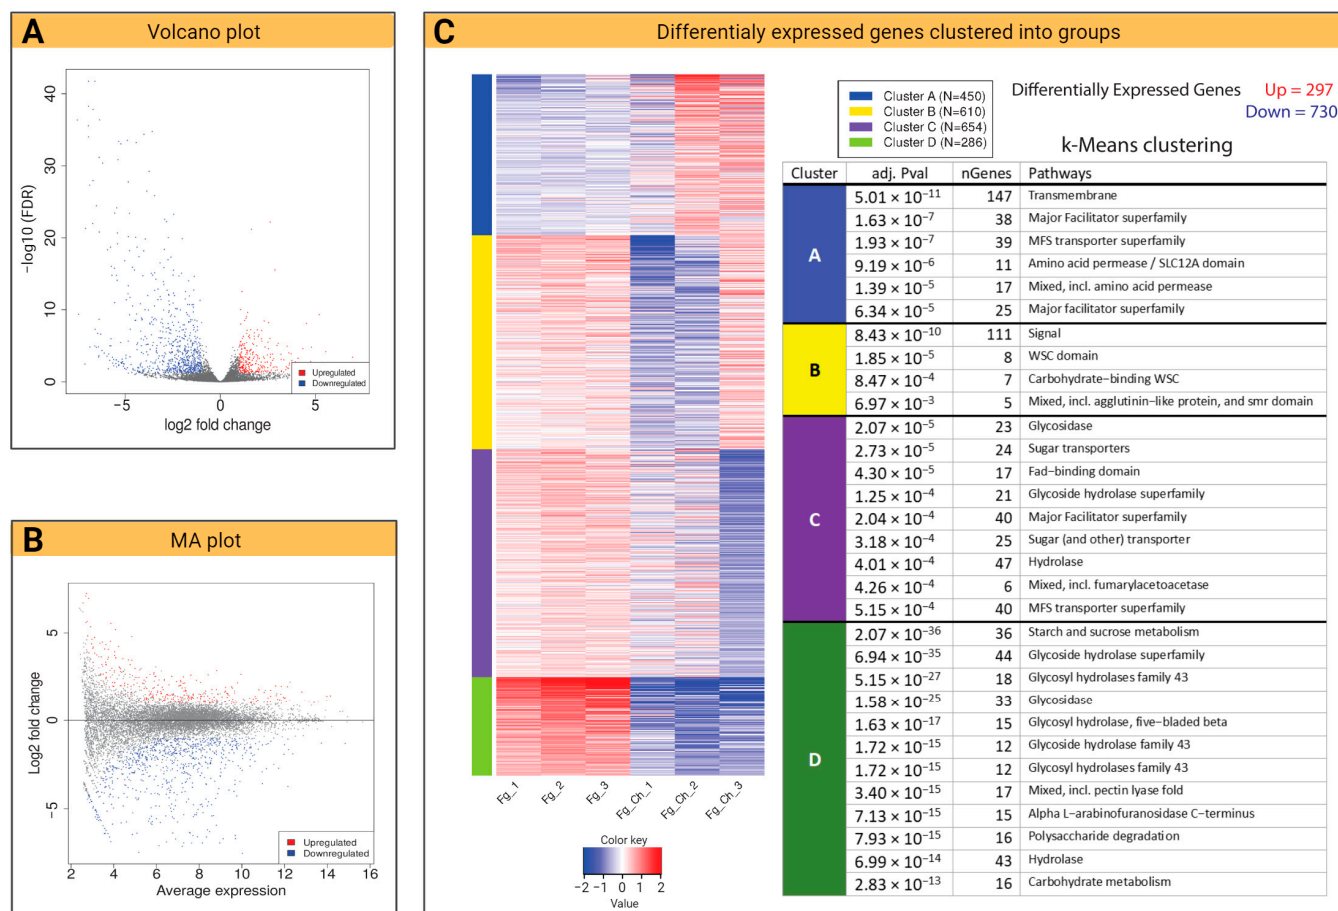 A Volcano plot
−log10 (FDR)
40
30
20
10
0
−5 0 5
log2 fold change
Upregulated
Downregulated
B MA plot
Log2 fold change
5
0
−5
2 4 6 8 10 12 14 16
Average expression
Upregulated
Downregulated
C Differentialy expressed genes clustered into groups
Cluster A (N=450)
Cluster B (N=610)
Cluster C (N=654)
Cluster D (N=286)
Fg_1 Fg_2 Fg_3 Fg_Ch_1 Fg_Ch_2 Fg_Ch_3
Color key
−2 −1 0 1 2
Value
Differentially Expressed Genes Up = 297
Down = 730
k-Means clustering
Cluster adj. Pval nGenes Pathways
A
5.01 × 10⁻¹¹ 147 Transmembrane
1.63 × 10⁻⁷ 38 Major Facilitator superfamily
1.93 × 10⁻⁷ 39 MFS transporter superfamily
9.19 × 10⁻⁶ 11 Amino acid permease / SLC12A domain
1.39 × 10⁻⁵ 17 Mixed, incl. amino acid permease
6.34 × 10⁻⁵ 25 Major facilitator superfamily
B
8.43 × 10⁻¹⁰ 111 Signal
1.85 × 10⁻⁵ 8 WSC domain
8.47 × 10⁻⁴ 7 Carbohydrate−binding WSC
6.97 × 10⁻³ 5 Mixed, incl. agglutinin−like protein, and smr domain
C
2.07 × 10⁻⁵ 23 Glycosidase
2.73 × 10⁻⁵ 24 Sugar transporters
4.30 × 10⁻⁵ 17 Fad−binding domain
1.25 × 10⁻⁴ 21 Glycoside hydrolase superfamily
2.04 × 10⁻⁴ 40 Major Facilitator superfamily
3.18 × 10⁻⁴ 25 Sugar (and other) transporter
4.01 × 10⁻⁴ 47 Hydrolase
4.26 × 10⁻⁴ 6 Mixed, incl. fumarylacetoacetase
5.15 × 10⁻⁴ 40 MFS transporter superfamily
D
2.07 × 10⁻³⁶ 36 Starch and sucrose metabolism
6.94 × 10⁻³⁵ 44 Glycoside hydrolase superfamily
5.15 × 10⁻²⁷ 18 Glycosyl hydrolases family 43
1.58 × 10⁻²⁵ 33 Glycosidase
1.63 × 10⁻¹⁷ 15 Glycosyl hydrolase, five−bladed beta
1.72 × 10⁻¹⁵ 12 Glycoside hydrolase family 43
1.72 × 10⁻¹⁵ 12 Glycosyl hydrolases family 43
3.40 × 10⁻¹⁵ 17 Mixed, incl. pectin lyase fold
7.13 × 10⁻¹⁵ 15 Alpha L−arabinofuranosidase C−terminus
7.93 × 10⁻¹⁵ 16 Polysaccharide degradation
6.99 × 10⁻¹⁴ 43 Hydrolase
2.83 × 10⁻¹³ 16 Carbohydrate metabolism